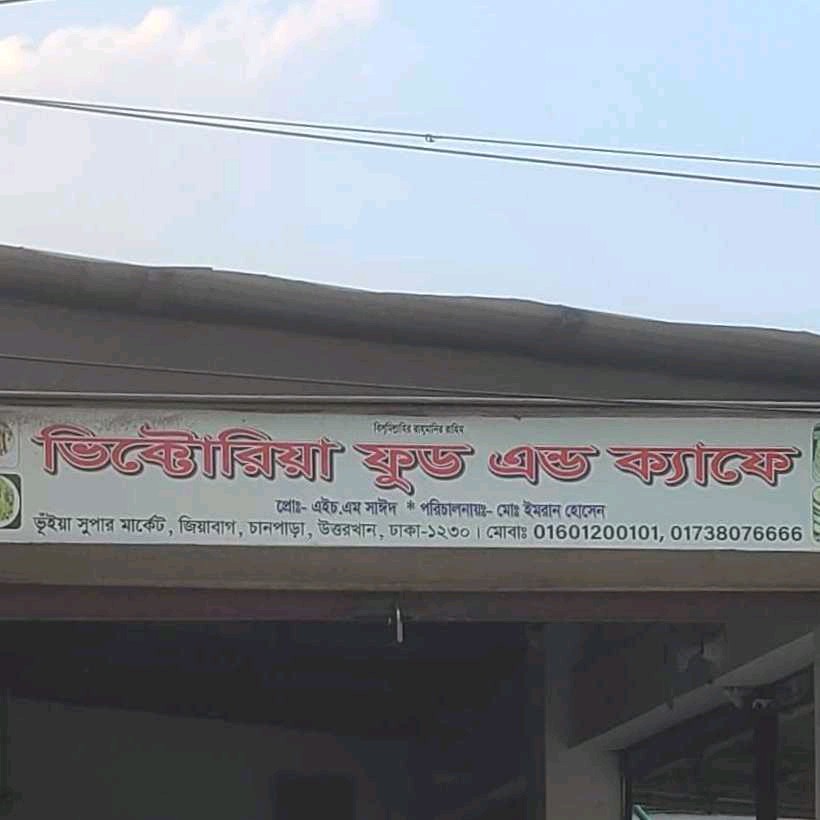 বিসমিল্লাহির রাহমানির রাহিম
ভিক্টোরিয়া ফুড এন্ড ক্যাফে
প্রোঃ- এইচ.এম সাঈদ * পরিচালনায়ঃ- মোঃ ইমরান হোসেন
ভূঁইয়া সুপার মার্কেট, জিয়াবাগ, চানপাড়া, উত্তরখান, ঢাকা-১২৩০। মোবাঃ 01601200101, 01738076666